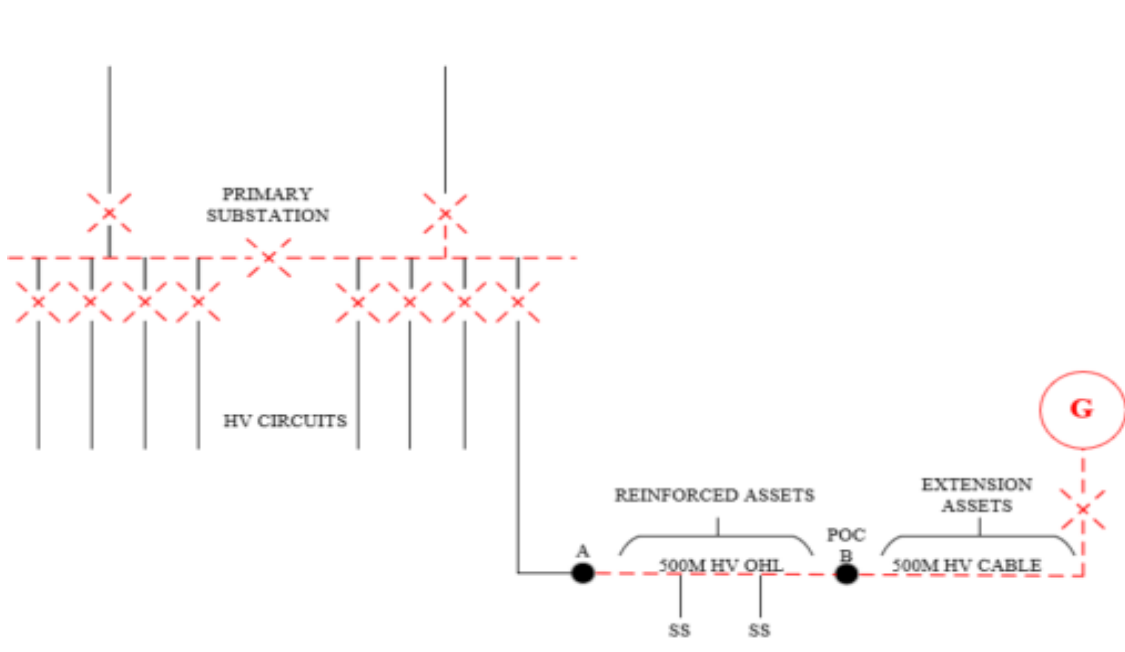 PRIMARY
SUBSTATION
HV CIRCUITS
G
REINFORCED ASSETS
EXTENSION
ASSETS
A
500M HV OHL
POC
B
500M HV CABLE
SS
SS